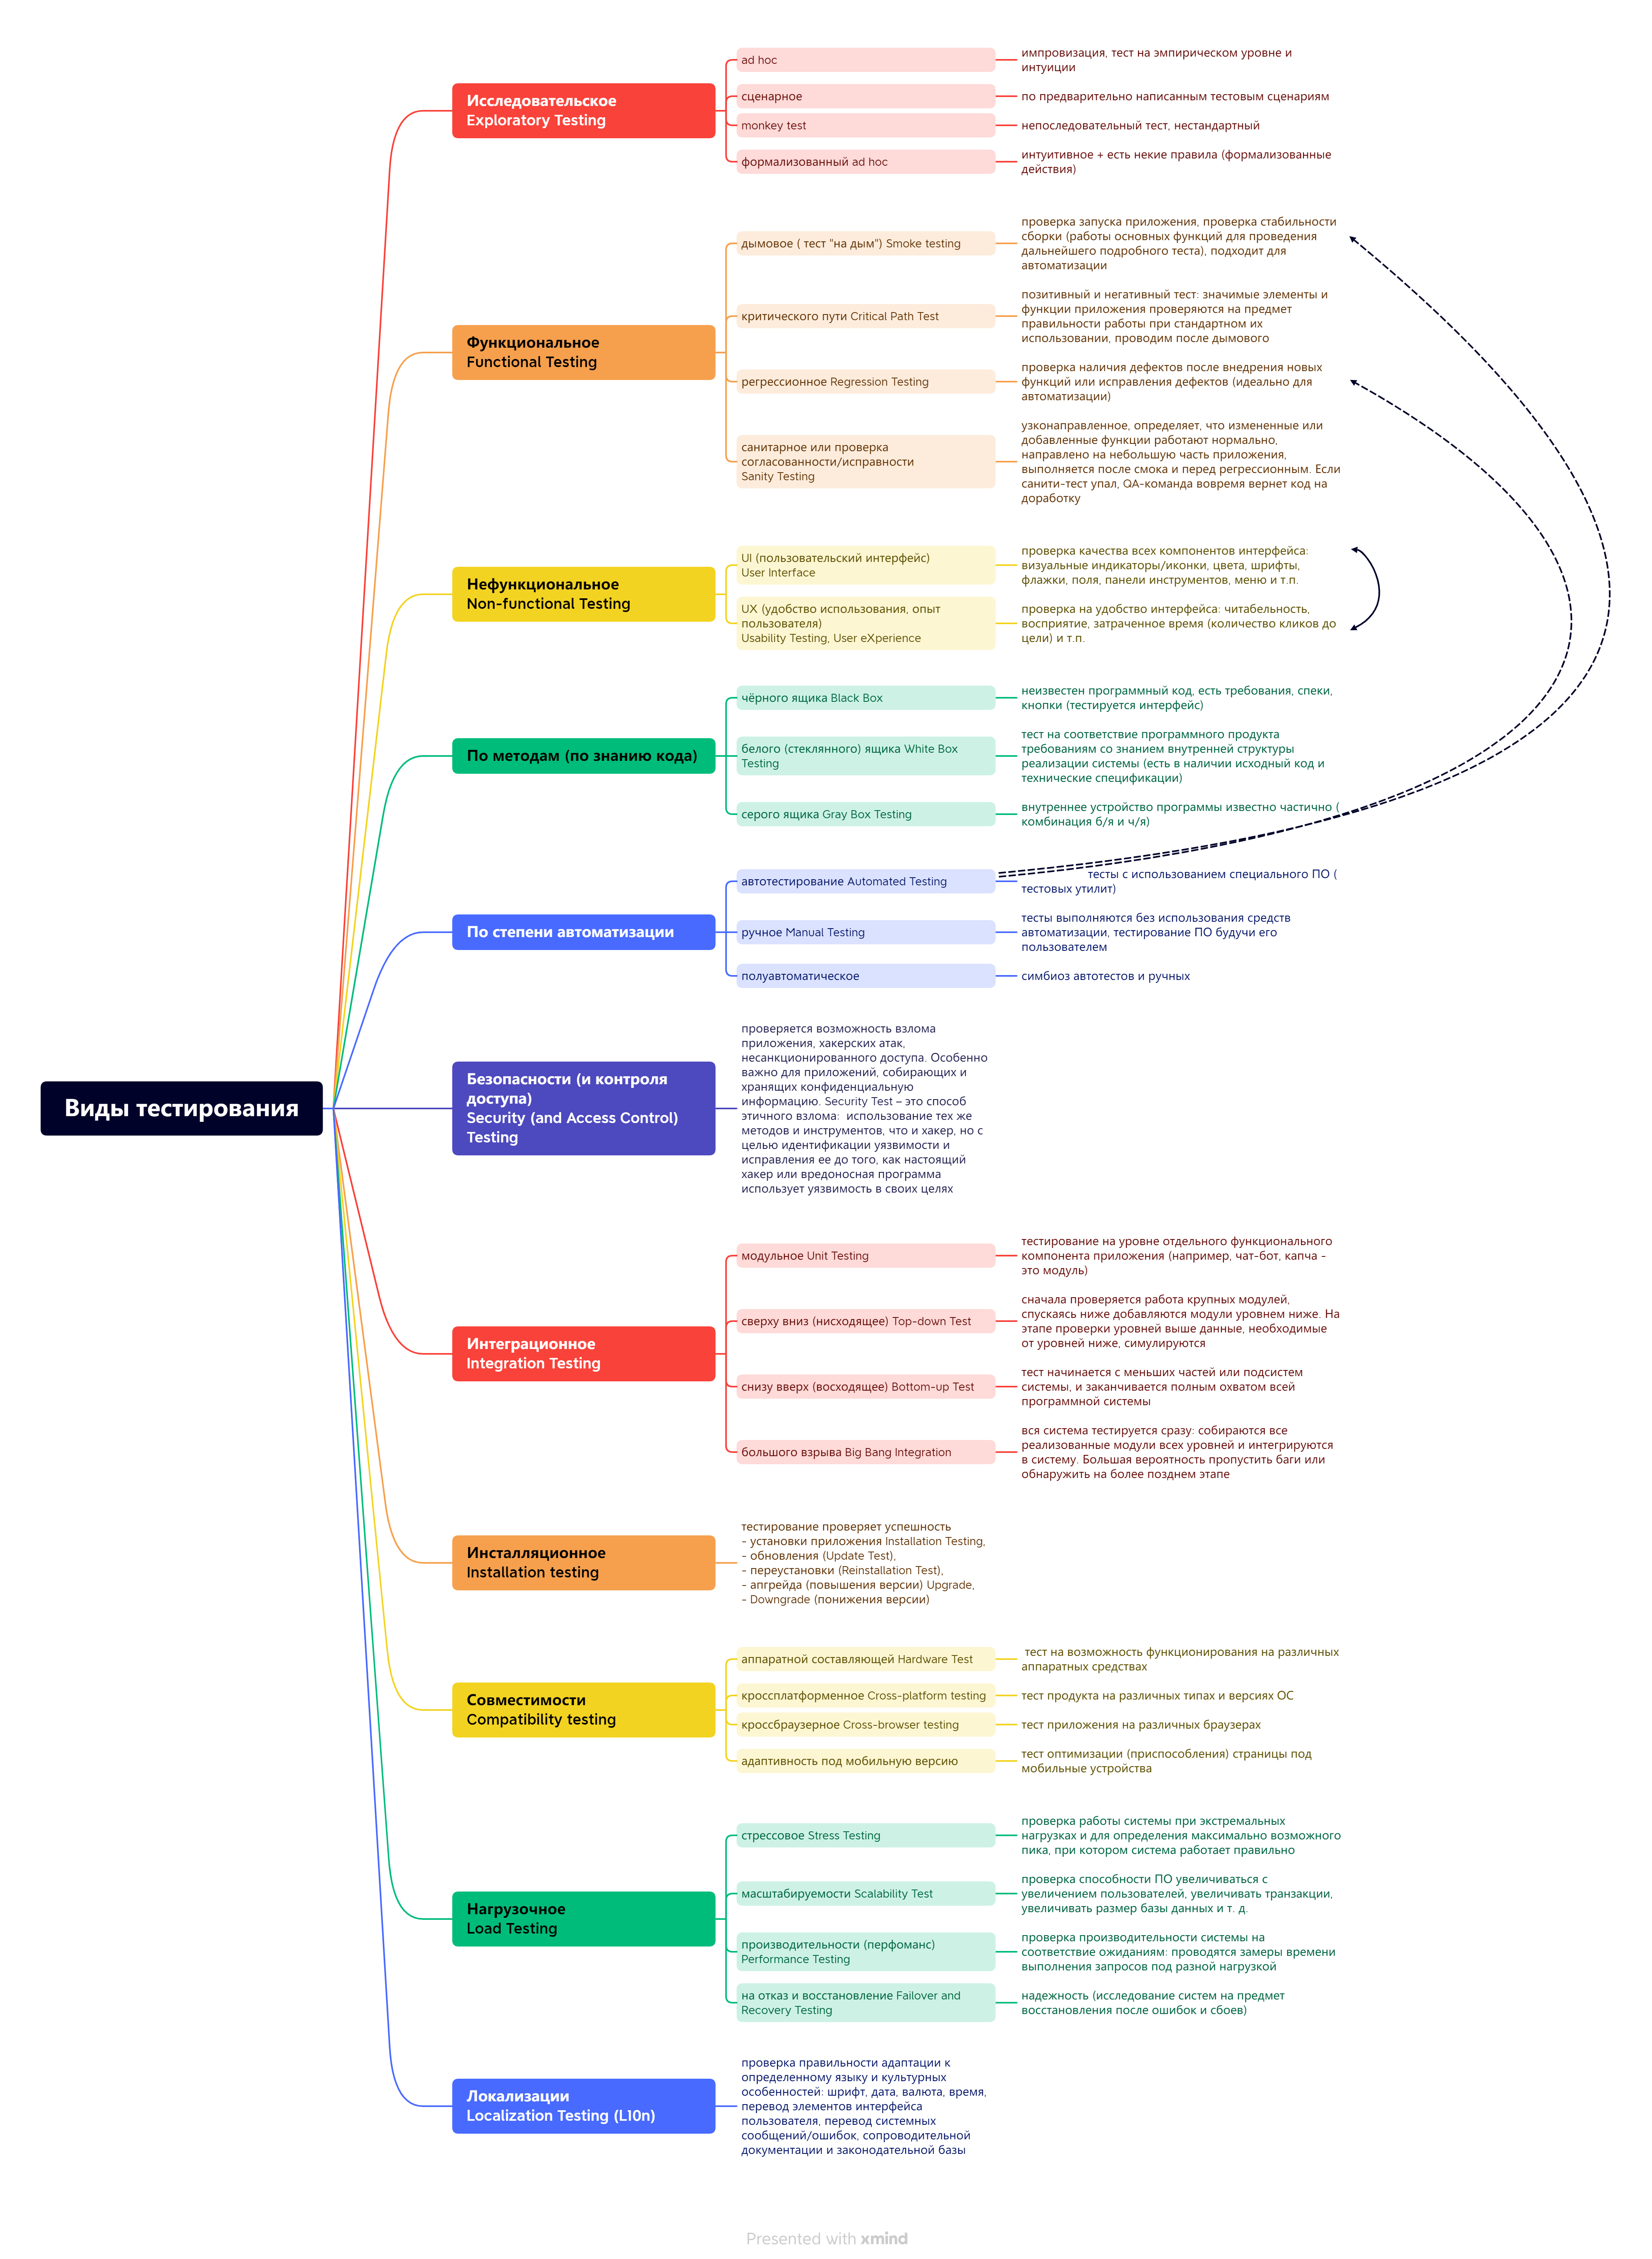 Виды тестирования
Исследовательское
Exploratory Testing
ad hoc
импровизация, тест на эмпирическом уровне и
интуиции
сценарное
по предварительно написанным тестовым сценариям
monkey test
непоследовательный тест, нестандартный
формализованный ad hoc
интуитивное + есть некие правила (формализованные
действия)
Функциональное
Functional Testing
дымовое ( тест "на дым") Smoke testing
проверка запуска приложения, проверка стабильности
сборки (работы основных функций для проведения
дальнейшего подробного теста), подходит для
автоматизации
критического пути Critical Path Test
позитивный и негативный тест: значимые элементы и
функции приложения проверяются на предмет
правильности работы при стандартном их
использовании, проводим после дымового
регрессионное Regression Testing
проверка наличия дефектов после внедрения новых
функций или исправления дефектов (идеально для
автоматизации)
санитарное или проверка
согласованности/исправности
Sanity Testing
узконаправленное, определяет, что измененные или
добавленные функции работают нормально,
направлено на небольшую часть приложения,
выполняется после смока и перед регрессионным. Если
санити-тест упал, QA-команда вовремя вернет код на
доработку
Нефункциональное
Non-functional Testing
UI (пользовательский интерфейс)
User Interface
проверка качества всех компонентов интерфейса:
визуальные индикаторы/иконки, цвета, шрифты,
флажки, поля, панели инструментов, меню и т.п.
UX (удобство использования, опыт
пользователя)
Usability Testing, User eXperience
проверка на удобство интерфейса: читабельность,
восприятие, затраченное время (количество кликов до
цели) и т.п.
По методам (по знанию кода)
чёрного ящика Black Box
неизвестен программный код, есть требования, спеки,
кнопки (тестируется интерфейс)
белого (стеклянного) ящика White Box
Testing
тест на соответствие программного продукта
требованиям со знанием внутренней структуры
реализации системы (есть в наличии исходный код и
технические спецификации)
серого ящика Gray Box Testing
внутреннее устройство программы известно частично (
комбинация б/я и ч/я)
По степени автоматизации
автотестирование Automated Testing
тесты с использованием специального ПО (
тестовых утилит)
ручное Manual Testing
тесты выполняются без использования средств
автоматизации, тестирование ПО будучи его
пользователем
полуавтоматическое
симбиоз автотестов и ручных
Безопасности (и контроля
доступа)
Security (and Access Control)
Testing
проверяется возможность взлома
приложения, хакерских атак,
несанкционированного доступа. Особенно
важно для приложений, собирающих и
хранящих конфиденциальную
информацию. Security Test – это способ
этичного взлома:  использование тех же
методов и инструментов, что и хакер, но с
целью идентификации уязвимости и
исправления ее до того, как настоящий
хакер или вредоносная программа
использует уязвимость в своих целях
Интеграционное
Integration Testing
модульное Unit Testing
тестирование на уровне отдельного функционального
компонента приложения (например, чат-бот, капча -
это модуль)
сверху вниз (нисходящее) Top-down Test
сначала проверяется работа крупных модулей,
спускаясь ниже добавляются модули уровнем ниже. На
этапе проверки уровней выше данные, необходимые
от уровней ниже, симулируются
снизу вверх (восходящее) Bottom-up Test
тест начинается с меньших частей или подсистем
системы, и заканчивается полным охватом всей
программной системы
большого взрыва Big Bang Integration
вся система тестируется сразу: собираются все
реализованные модули всех уровней и интегрируются
в систему. Большая вероятность пропустить баги или
обнаружить на более позднем этапе
Инсталляционное
Installation testing
тестирование проверяет успешность
- установки приложения Installation Testing,
- обновления (Update Test),
- переустановки (Reinstallation Test),
- апгрейда (повышения версии) Upgrade,
- Downgrade (понижения версии)
Совместимости
Compatibility testing
аппаратной составляющей Hardware Test
тест на возможность функционирования на различных
аппаратных средствах
кроссплатформенное Cross-platform testing
тест продукта на различных типах и версиях ОС
кроссбраузерное Cross-browser testing
тест приложения на различных браузерах
адаптивность под мобильную версию
тест оптимизации (приспособления) страницы под
мобильные устройства
Нагрузочное
Load Testing
стрессовое Stress Testing
проверка работы системы при экстремальных
нагрузках и для определения максимально возможного
пика, при котором система работает правильно
масштабируемости Scalability Test
проверка способности ПО увеличиваться с
увеличением пользователей, увеличивать транзакции,
увеличивать размер базы данных и т. д.
производительности (перфоманс)
Performance Testing
проверка производительности системы на
соответствие ожиданиям: проводятся замеры времени
выполнения запросов под разной нагрузкой
на отказ и восстановление Failover and
Recovery Testing
надежность (исследование систем на предмет
восстановления после ошибок и сбоев)
Локализации
Localization Testing (L10n)
проверка правильности адаптации к
определенному языку и культурных
особенностей: шрифт, дата, валюта, время,
перевод элементов интерфейса
пользователя, перевод системных
сообщений/ошибок, сопроводительной
документации и законодательной базы
Presented with xmind